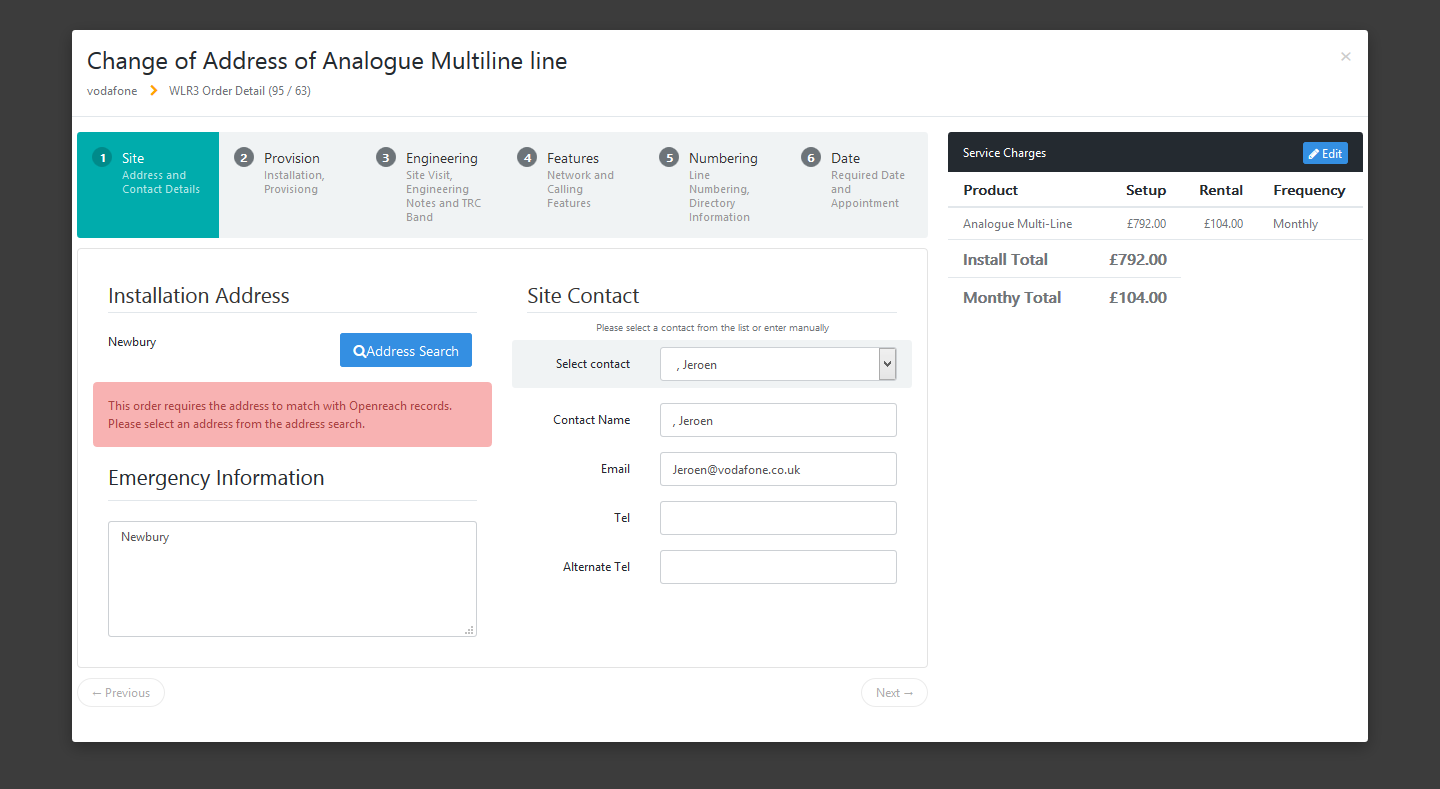 Change of Address of Analogue Multiline line
×
vodafone WLR3 Order Detail (95 / 63)
1 Site
Address and
Contact Details
2 Provision
Installation,
Provisiong
3 Engineering
Site Visit,
Engineering
Notes and TRC
Band
4 Features
Network and
Calling
Features
5 Numbering
Line
Numbering,
Directory
Information
6 Date
Required Date
and
Appointment
Installation Address
Newbury
Address Search
This order requires the address to match with Openreach records.
Please select an address from the address search.
Emergency Information
Newbury
Site Contact
Please select a contact from the list or enter manually
Select contact , Jeroen
Contact Name , Jeroen
Email Jeroen@vodafone.co.uk
Tel
Alternate Tel
← Previous
Next →
Service Charges Edit
Product Setup Rental Frequency
Analogue Multi-Line £792.00 £104.00 Monthly
Install Total £792.00
Monthy Total £104.00